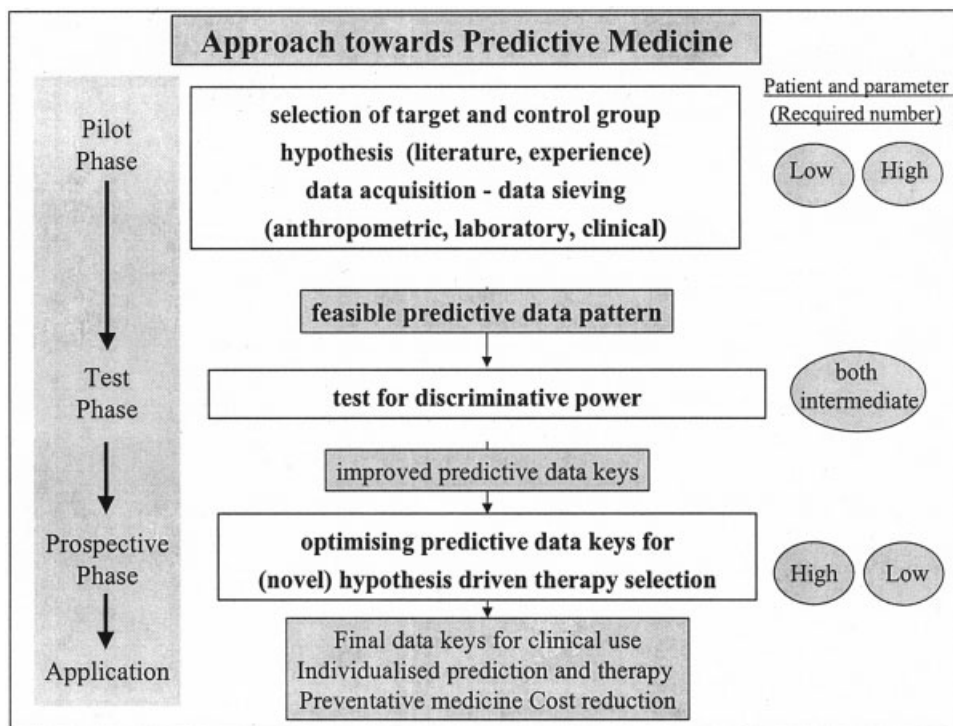 Approach towards Predictive Medicine
Patient and parameter
(Recquired number)
Pilot
Phase
selection of target and control group
hypothesis (literature, experience)
data acquisition - data sieving
(anthropometric, laboratory, clinical)
Low
High
feasible predictive data pattern
Test
Phase
test for discriminative power
both
intermediate
improved predictive data keys
Prospective
Phase
optimising predictive data keys for
(novel) hypothesis driven therapy selection
High
Low
Application
Final data keys for clinical use
Individualised prediction and therapy
Preventative medicine Cost reduction